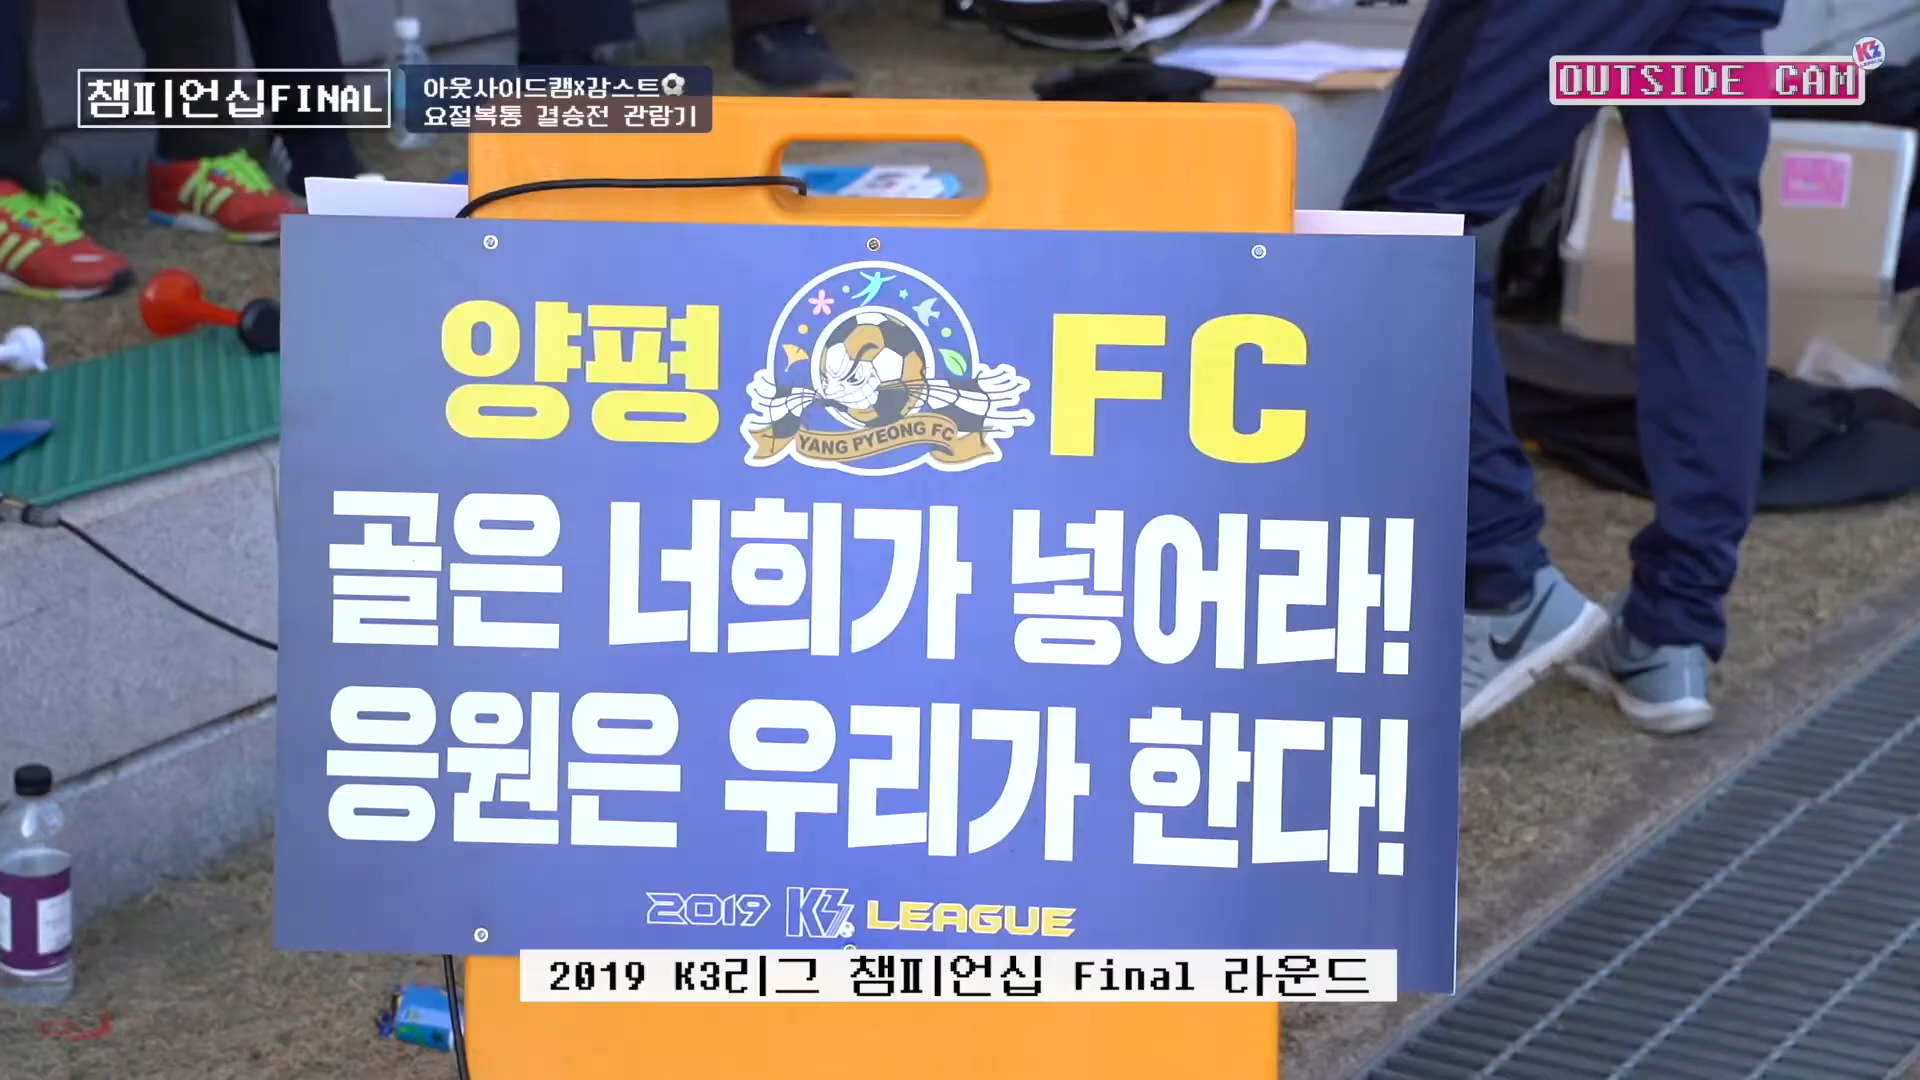 챔피언십FINAL
아웃사이드캠x감스트
요절복통 결승전 관람기
OUTSIDE CAM
K3 LEAGUE
양평 FC
YANG PYEONG FC
골은 너희가 넣어라!
응원은 우리가 한다!
2019 K3 LEAGUE
2019 K3리그 챔피언십 Final 라운드